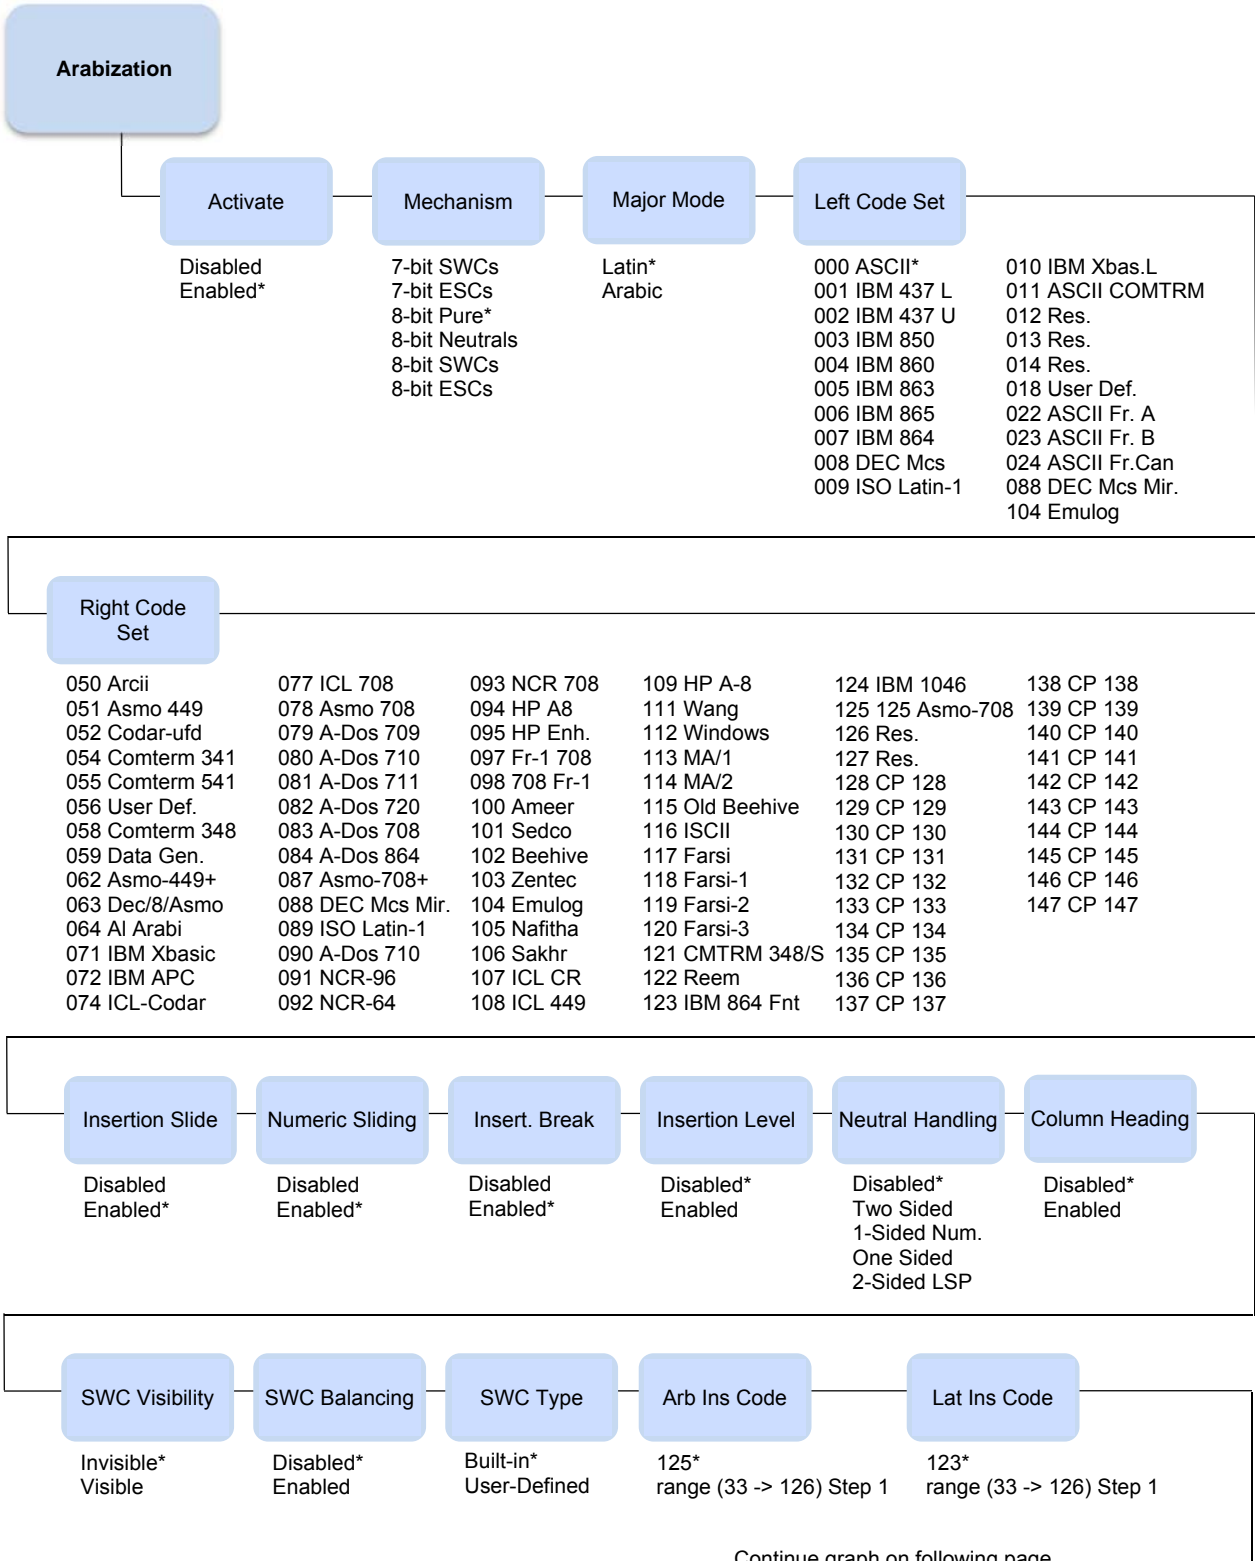 Arabization
Activate
Disabled
Enabled*
Mechanism
7-bit SWCs
7-bit ESCs
8-bit Pure*
8-bit Neutrals
8-bit SWCs
8-bit ESCs
Major Mode
Latin*
Arabic
Left Code Set
000 ASCII*
001 IBM 437 L
002 IBM 437 U
003 IBM 850
004 IBM 860
005 IBM 863
006 IBM 865
007 IBM 864
008 DEC Mcs
009 ISO Latin-1
010 IBM Xbas.L
011 ASCII COMTRM
012 Res.
013 Res.
014 Res.
018 User Def.
022 ASCII Fr. A
023 ASCII Fr. B
024 ASCII Fr.Can
088 DEC Mcs Mir.
104 Emulog
Right Code
Set
050 Arcii
051 Asmo 449
052 Codar-ufd
054 Comterm 341
055 Comterm 541
056 User Def.
058 Comterm 348
059 Data Gen.
062 Asmo-449+
063 Dec/8/Asmo
064 Al Arabi
071 IBM Xbasic
072 IBM APC
074 ICL-Codar
077 ICL 708
078 Asmo 708
079 A-Dos 709
080 A-Dos 710
081 A-Dos 711
082 A-Dos 720
083 A-Dos 708
084 A-Dos 864
087 Asmo-708+
088 DEC Mcs Mir.
089 ISO Latin-1
090 A-Dos 710
091 NCR-96
092 NCR-64
093 NCR 708
094 HP A8
095 HP Enh.
097 Fr-1 708
098 708 Fr-1
100 Ameer
101 Sedco
102 Beehive
103 Zentec
104 Emulog
105 Nafitha
106 Sakhr
107 ICL CR
108 ICL 449
109 HP A-8
111 Wang
112 Windows
113 MA/1
114 MA/2
115 Old Beehive
116 ISCII
117 Farsi
118 Farsi-1
119 Farsi-2
120 Farsi-3
121 CMTRM 348/S
122 Reem
123 IBM 864 Fnt
124 IBM 1046
125 125 Asmo-708
126 Res.
127 Res.
128 CP 128
129 CP 129
130 CP 130
131 CP 131
132 CP 132
133 CP 133
134 CP 134
135 CP 135
136 CP 136
137 CP 137
138 CP 138
139 CP 139
140 CP 140
141 CP 141
142 CP 142
143 CP 143
144 CP 144
145 CP 145
146 CP 146
147 CP 147
Insertion Slide
Disabled
Enabled*
Numeric Sliding
Disabled
Enabled*
Insert. Break
Disabled
Enabled*
Insertion Level
Disabled*
Enabled
Neutral Handling
Disabled*
Two Sided
1-Sided Num.
One Sided
2-Sided LSP
Column Heading
Disabled*
Enabled
SWC Visibility
Invisible*
Visible
SWC Balancing
Disabled*
Enabled
SWC Type
Built-in*
User-Defined
Arb Ins Code
125*
range (33 -> 126) Step 1
Lat Ins Code
123*
range (33 -> 126) Step 1
Continue graph on following page